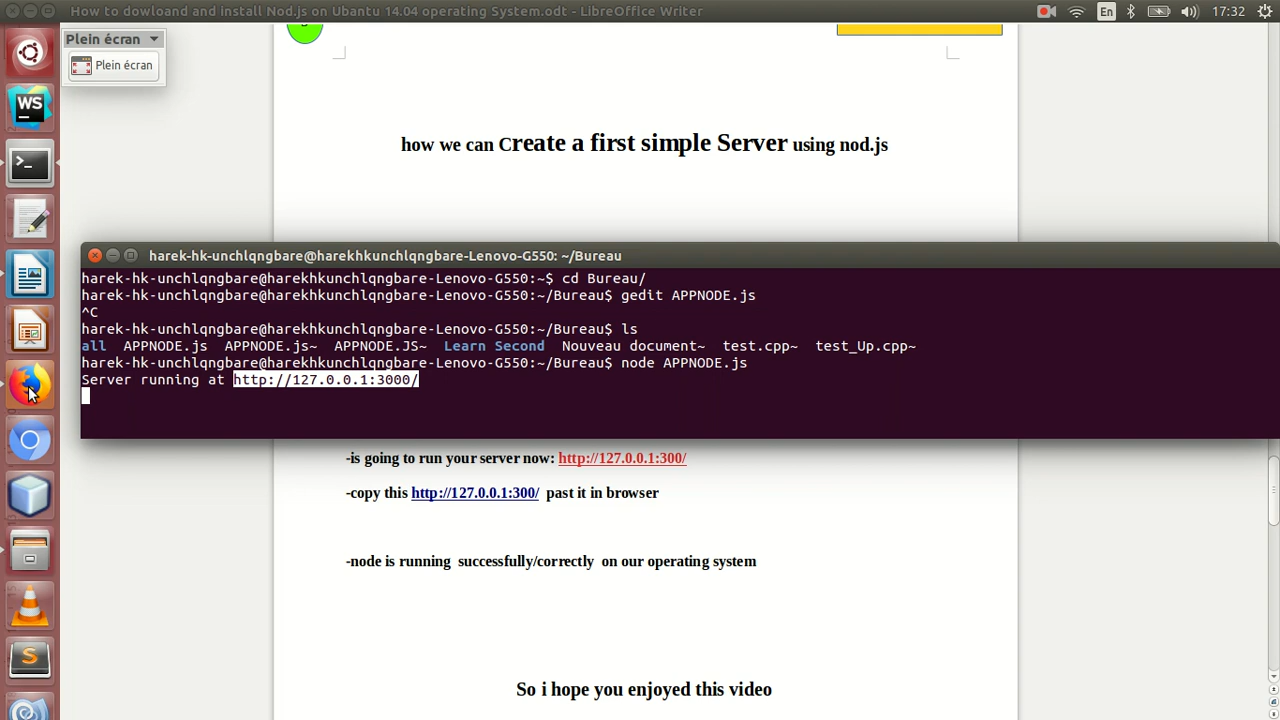 How to dowloand and install Nod.js on Ubantu 14.04 operating System.odt - LibreOffice Writer
En
17:32
Plein écran
Plein écran
how we can Create a first simple Server using nod.js
WS
harek-hk-unchlqngbare@harekhkunchlqngbare-Lenovo-G550: ~/Bureau
harek-hk-unchlqngbare@harekhkunchlqngbare-Lenovo-G550:~$ cd Bureau/
harek-hk-unchlqngbare@harekhkunchlqngbare-Lenovo-G550:~/Bureau$ gedit APPNODE.js
^C
harek-hk-unchlqngbare@harekhkunchlqngbare-Lenovo-G550:~/Bureau$ ls
all APPNODE.js APPNODE.js~ APPNODE.JS~ Learn Second Nouveau document~ test.cpp~ test_Up.cpp~
harek-hk-unchlqngbare@harekhkunchlqngbare-Lenovo-G550:~/Bureau$ node APPNODE.js
Server running at http://127.0.0.1:3000/
-is going to run your server now: http://127.0.0.1:300/
-copy this http://127.0.0.1:300/ past it in browser
-node is running successfully/correctly on our operating system
S
So i hope you enjoyed this video